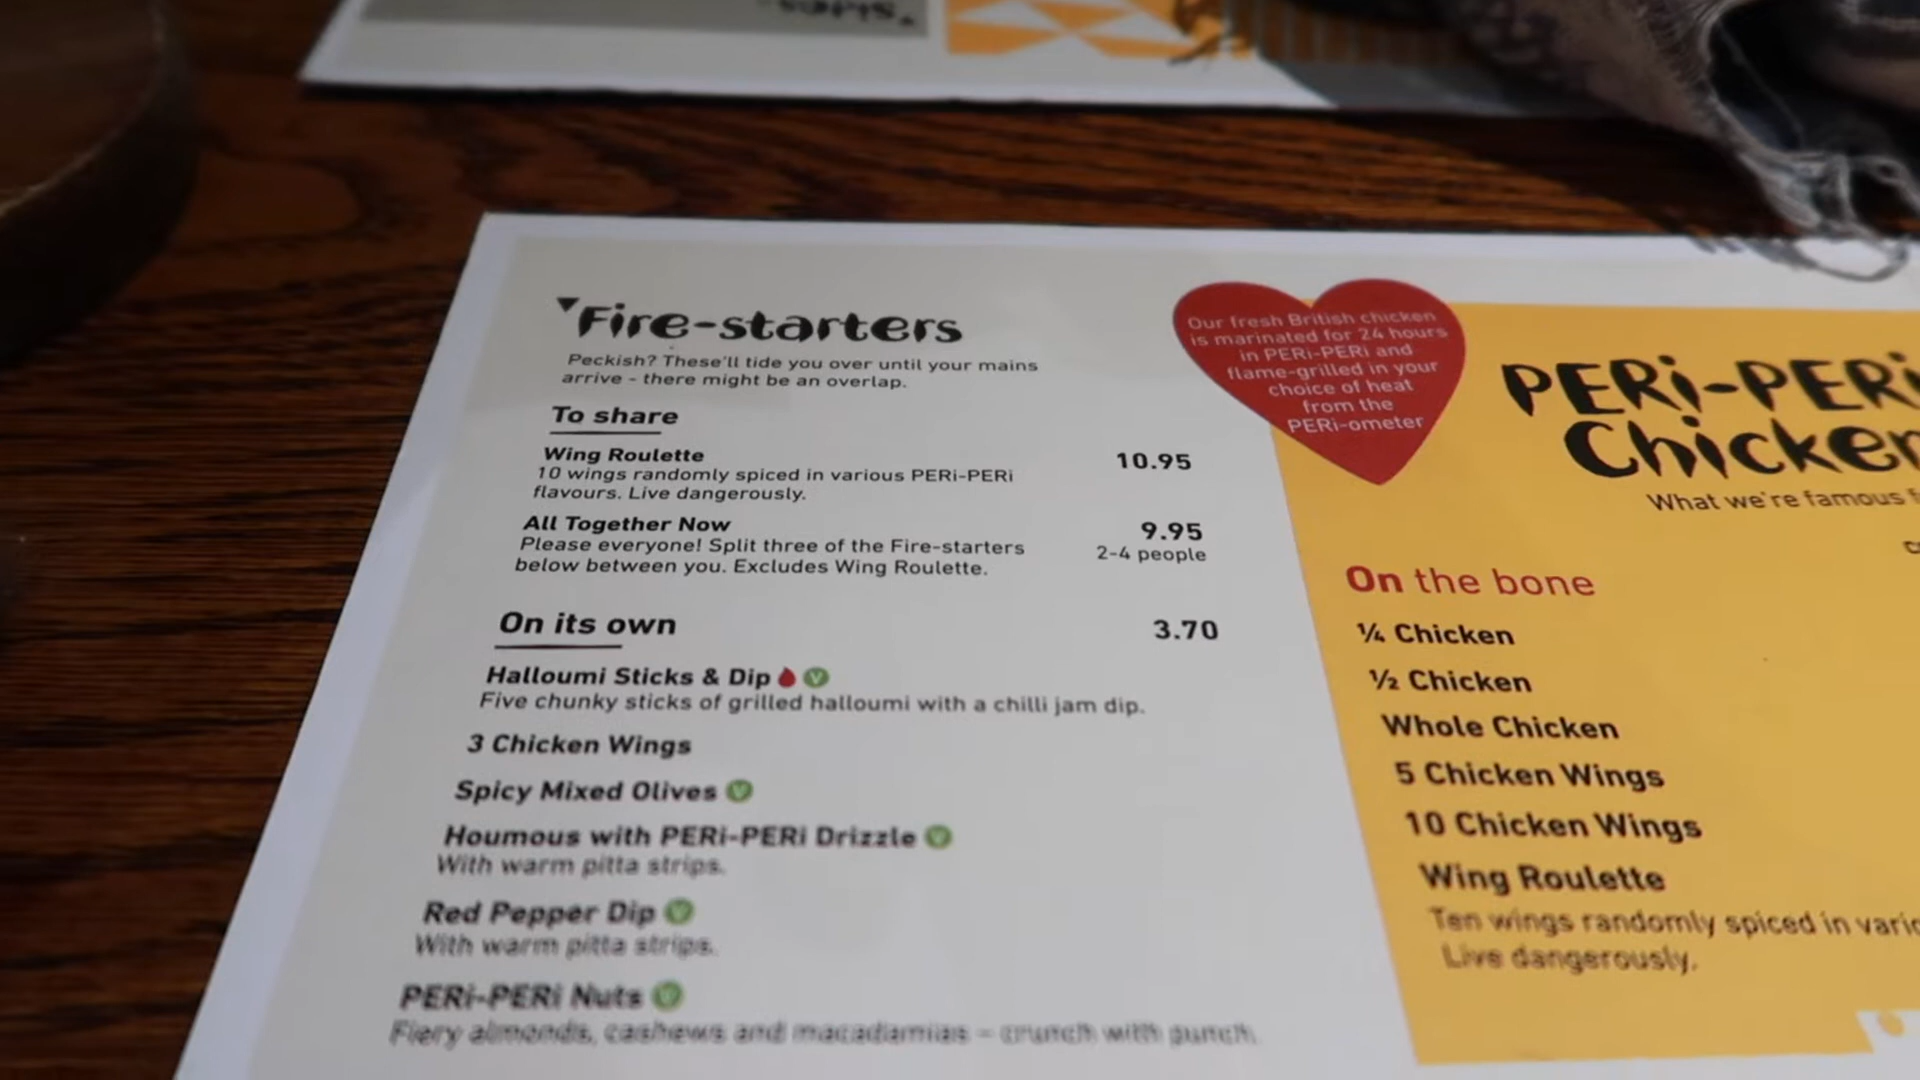 Fire-starters
Peckish? These'll tide you over until your mains
arrive - there might be an overlap.
To share
Wing Roulette 10.95
10 wings randomly spiced in various PERi-PERi
flavours. Live dangerously.
All Together Now 9.95
Please everyone! Split three of the Fire-starters 2-4 people
below between you. Excludes Wing Roulette.
On its own 3.70
Halloumi Sticks & Dip V
Five chunky sticks of grilled halloumi with a chilli jam dip.
3 Chicken Wings
Spicy Mixed Olives V
Houmous with PERi-PERi Drizzle V
With warm pitta strips.
Red Pepper Dip V
With warm pitta strips.
PERi-PERi Nuts V
Fiery almonds, cashews and macadamias - crunch with punch.
Our fresh British chicken
is marinated for 24 hours
in PERi-PERi and
flame-grilled in your
choice of heat
from the
PERi-ometer
PERi-PERi
Chicken
What we're famous
On the bone
¼ Chicken
½ Chicken
Whole Chicken
5 Chicken Wings
10 Chicken Wings
Wing Roulette
Ten wings randomly spiced in
Live dangerously.